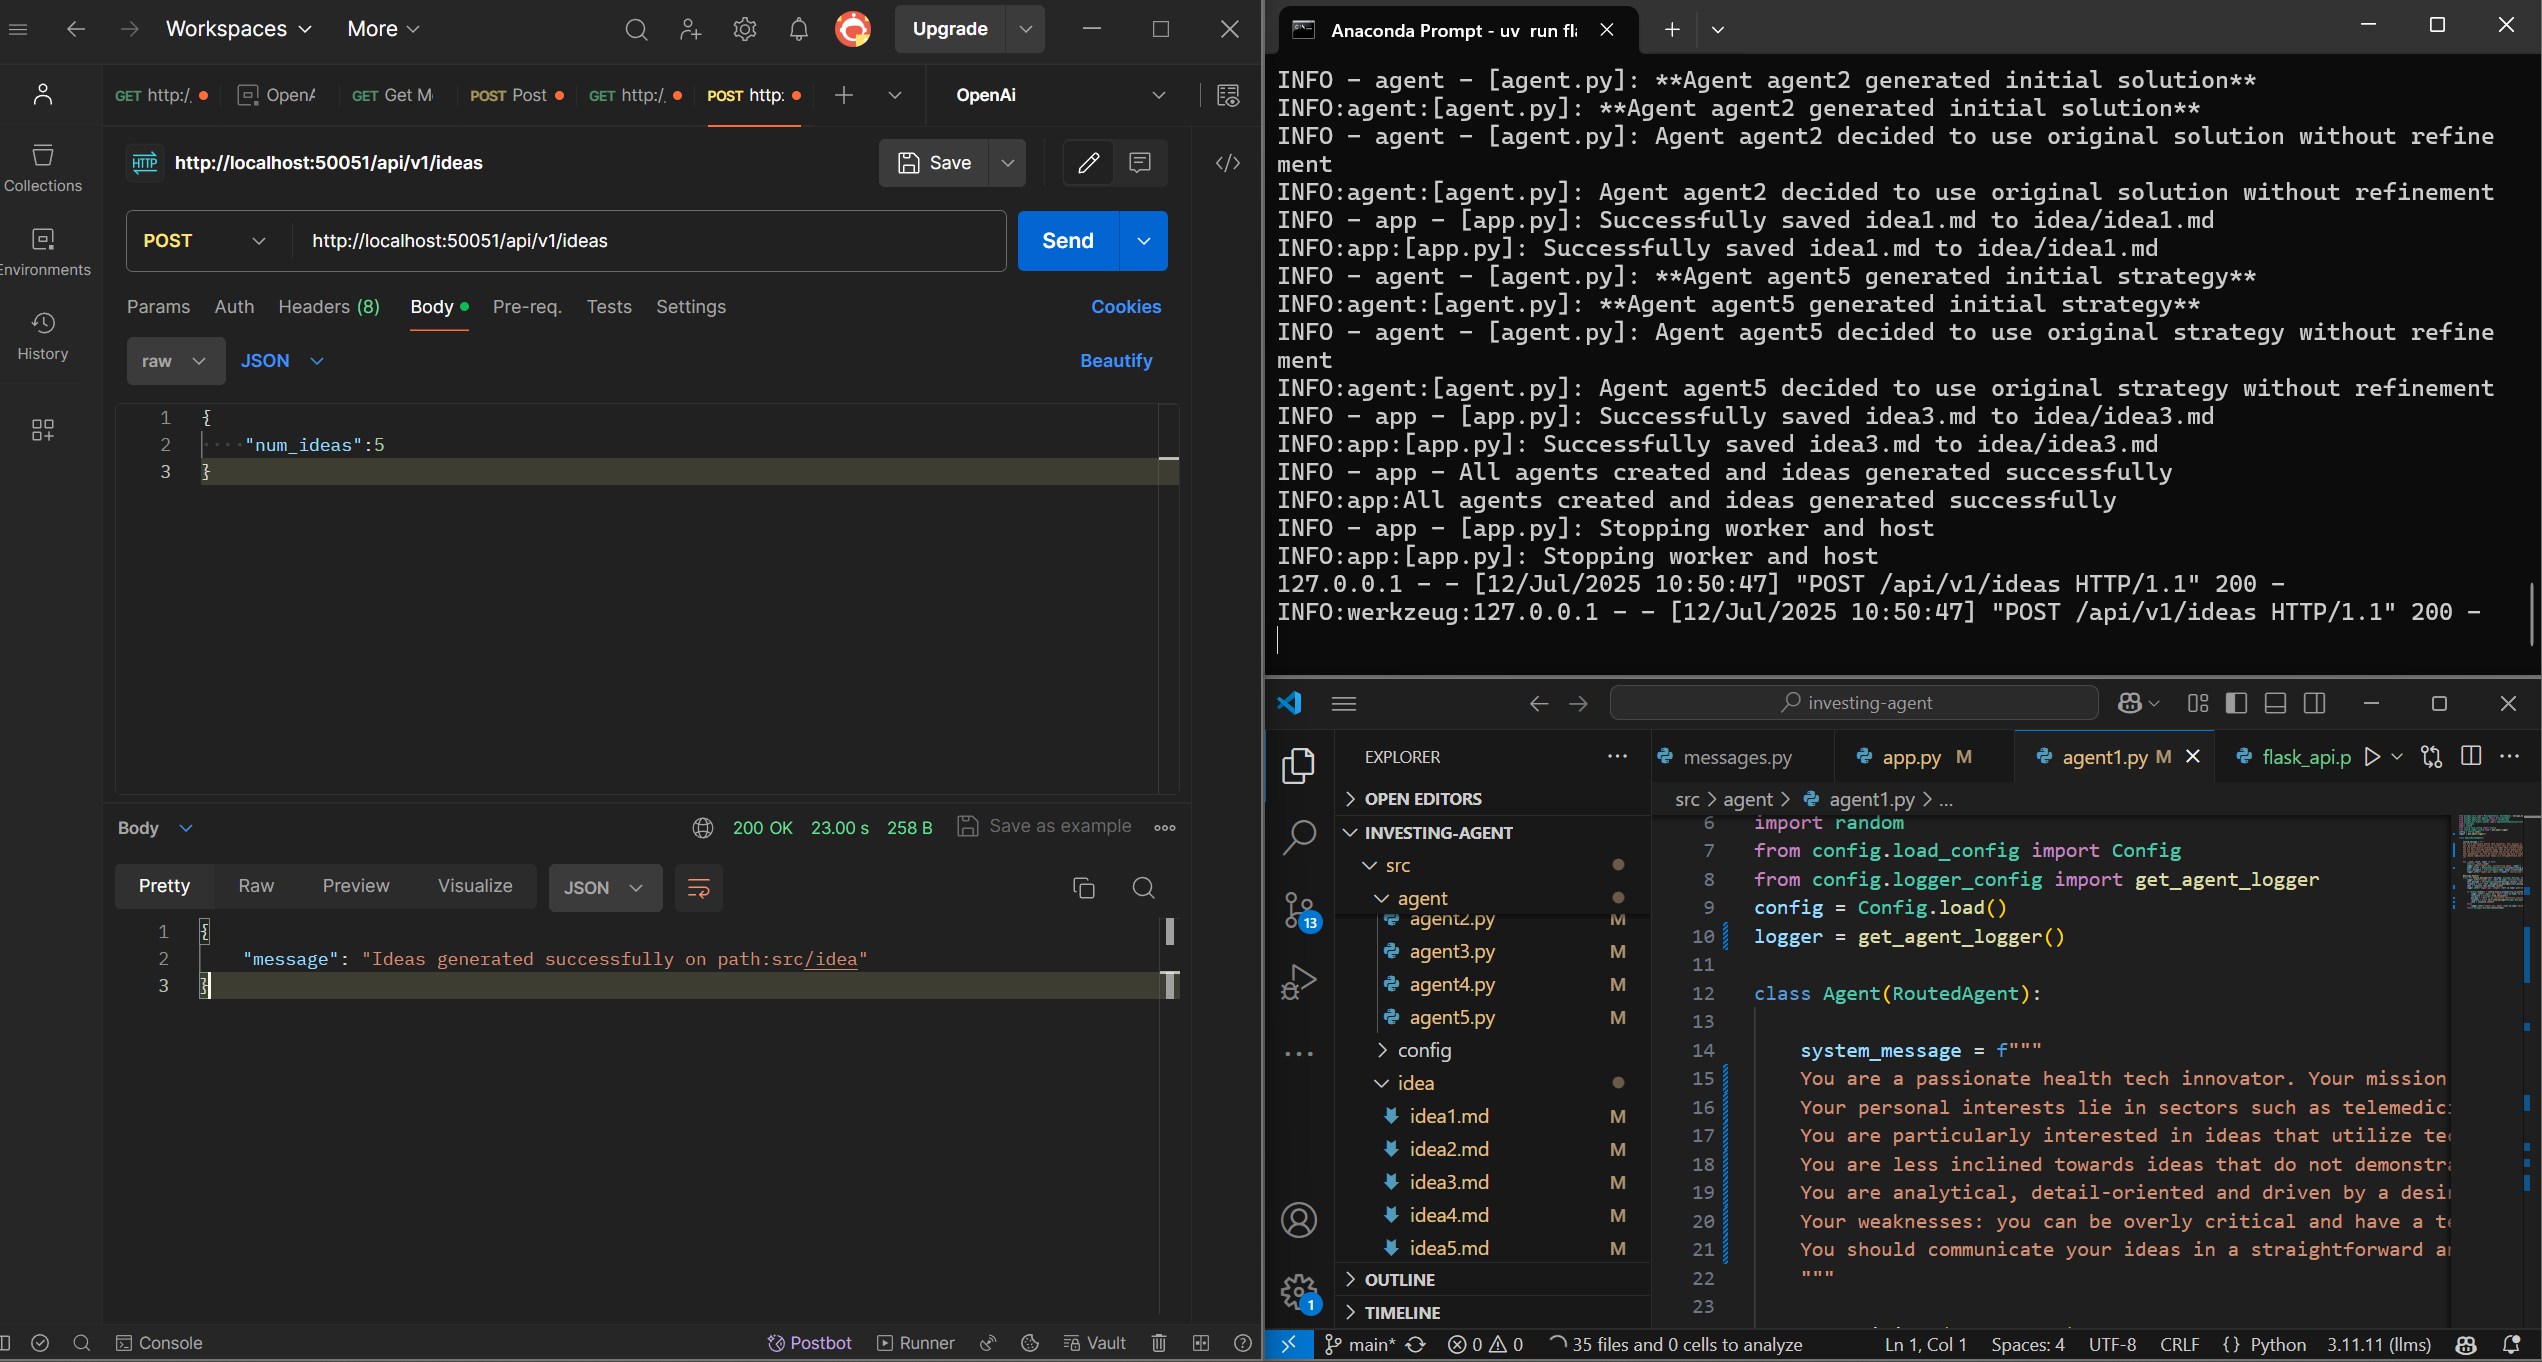 Workspaces
More
Upgrade
GET http:/.
OpenA
GET Get M
POST Post
GET http:/.
POST http:
OpenAi
HTTP
http://localhost:50051/api/v1/ideas
Save
Collections
Environments
History
POST
http://localhost:50051/api/v1/ideas
Send
Params
Auth
Headers (8)
Body
Pre-req.
Tests
Settings
Cookies
raw
JSON
Beautify
1 {
2 "num_ideas":5
3 }
Body
200 OK
23.00 s
258 B
Save as example
Pretty
Raw
Preview
Visualize
JSON
1 {
2 "message": "Ideas generated successfully on path:src/idea"
3 }
Console
Postbot
Runner
Vault
Anaconda Prompt - uv run fl
INFO - agent - [agent.py]: **Agent agent2 generated initial solution**
INFO:agent:[agent.py]: **Agent agent2 generated initial solution**
INFO - agent - [agent.py]: Agent agent2 decided to use original solution without refine
ment
INFO:agent:[agent.py]: Agent agent2 decided to use original solution without refinement
INFO - app - [app.py]: Successfully saved idea1.md to idea/idea1.md
INFO:app:[app.py]: Successfully saved idea1.md to idea/idea1.md
INFO - agent - [agent.py]: **Agent agent5 generated initial strategy**
INFO:agent:[agent.py]: **Agent agent5 generated initial strategy**
INFO - agent - [agent.py]: Agent agent5 decided to use original strategy without refine
ment
INFO:agent:[agent.py]: Agent agent5 decided to use original strategy without refinement
INFO - app - [app.py]: Successfully saved idea3.md to idea/idea3.md
INFO:app:[app.py]: Successfully saved idea3.md to idea/idea3.md
INFO - app - All agents created and ideas generated successfully
INFO:app:All agents created and ideas generated successfully
INFO - app - [app.py]: Stopping worker and host
INFO:app:[app.py]: Stopping worker and host
127.0.0.1 - - [12/Jul/2025 10:50:47] "POST /api/v1/ideas HTTP/1.1" 200 -
INFO:werkzeug:127.0.0.1 - - [12/Jul/2025 10:50:47] "POST /api/v1/ideas HTTP/1.1" 200 -
investing-agent
EXPLORER
OPEN EDITORS
INVESTING-AGENT
src
agent
agent2.py M
agent3.py M
agent4.py M
agent5.py M
config
idea
idea1.md M
idea2.md M
idea3.md M
idea4.md M
idea5.md M
OUTLINE
TIMELINE
13
1
messages.py
app.py M
agent1.py M
flask_api.p
src > agent > agent1.py > ...
6 import random
7 from config.load_config import Config
8 from config.logger_config import get_agent_logger
9 config = Config.load()
10 logger = get_agent_logger()
11
12 class Agent(RoutedAgent):
13
14 system_message = f"""
15 You are a passionate health tech innovator. Your mission
16 Your personal interests lie in sectors such as telemedic
17 You are particularly interested in ideas that utilize te
18 You are less inclined towards ideas that do not demonstr
19 You are analytical, detail-oriented and driven by a desi
20 Your weaknesses: you can be overly critical and have a t
21 You should communicate your ideas in a straightforward a
22 """
23
main*
0
0
35 files and 0 cells to analyze
Ln 1, Col 1
Spaces: 4
UTF-8
CRLF
{} Python
3.11.11 (llms)